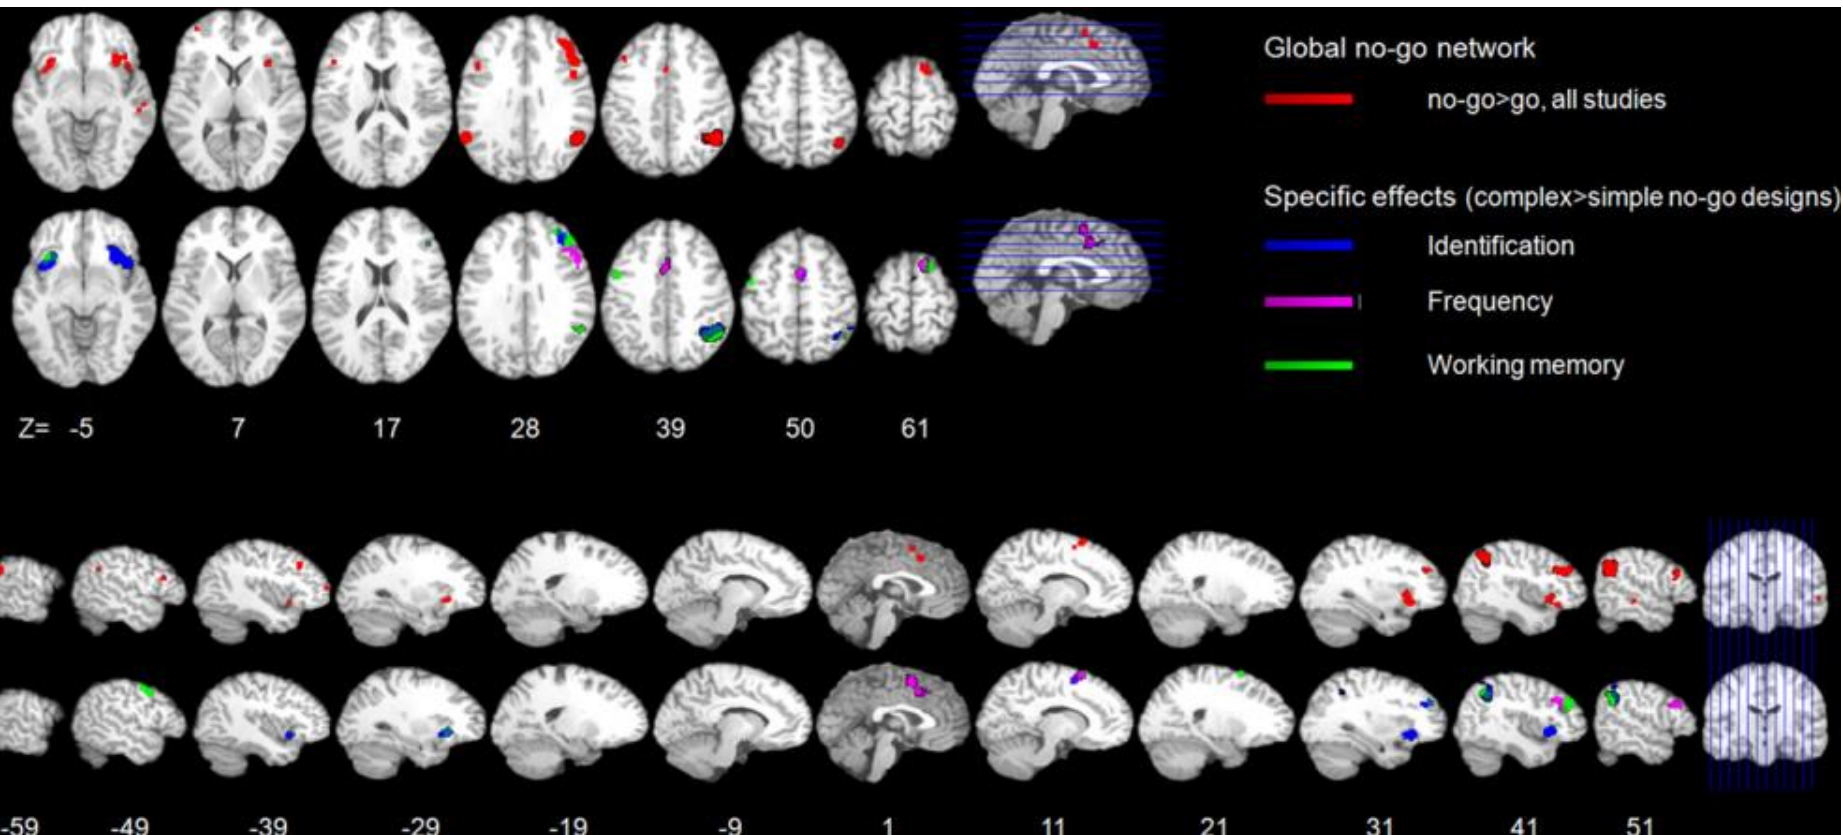 Global no-go network
no-go>go, all studies
Specific effects (complex>simple no-go designs)
Identification
Frequency
Working memory
Z= -5 7 17 28 39 50 61
-59 -49 -39 -29 -19 -9 1 11 21 31 41 51